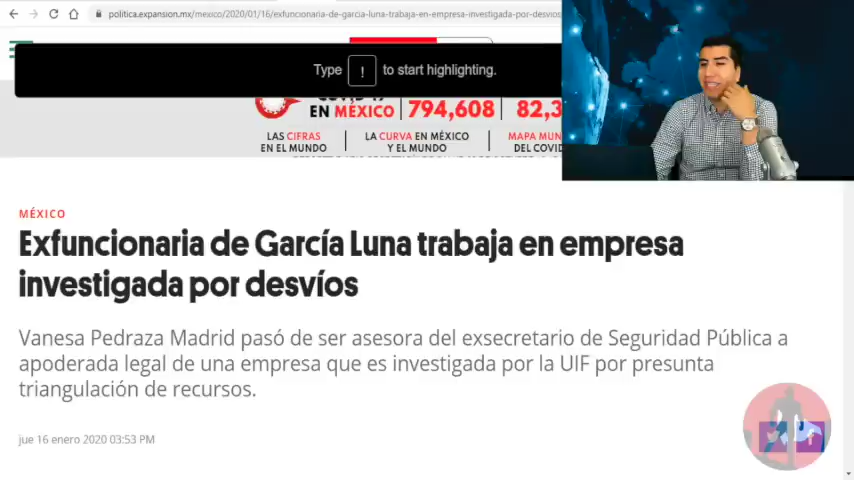 politica.expansion.mx/mexico/2020/01/16/exfuncionaria-de-garcia-luna-trabaja-en-empresa-investigada-por-desvios
Type ! to start highlighting.
EN MÉXICO 794,608 82,3
LAS CIFRAS EN EL MUNDO
LA CURVA EN MÉXICO Y EL MUNDO
MAPA MUN DEL COVID
MÉXICO
Exfuncionaria de García Luna trabaja en empresa
investigada por desvíos
Vanesa Pedraza Madrid pasó de ser asesora del exsecretario de Seguridad Pública a
apoderada legal de una empresa que es investigada por la UIF por presunta
triangulación de recursos.
jue 16 enero 2020 03:53 PM